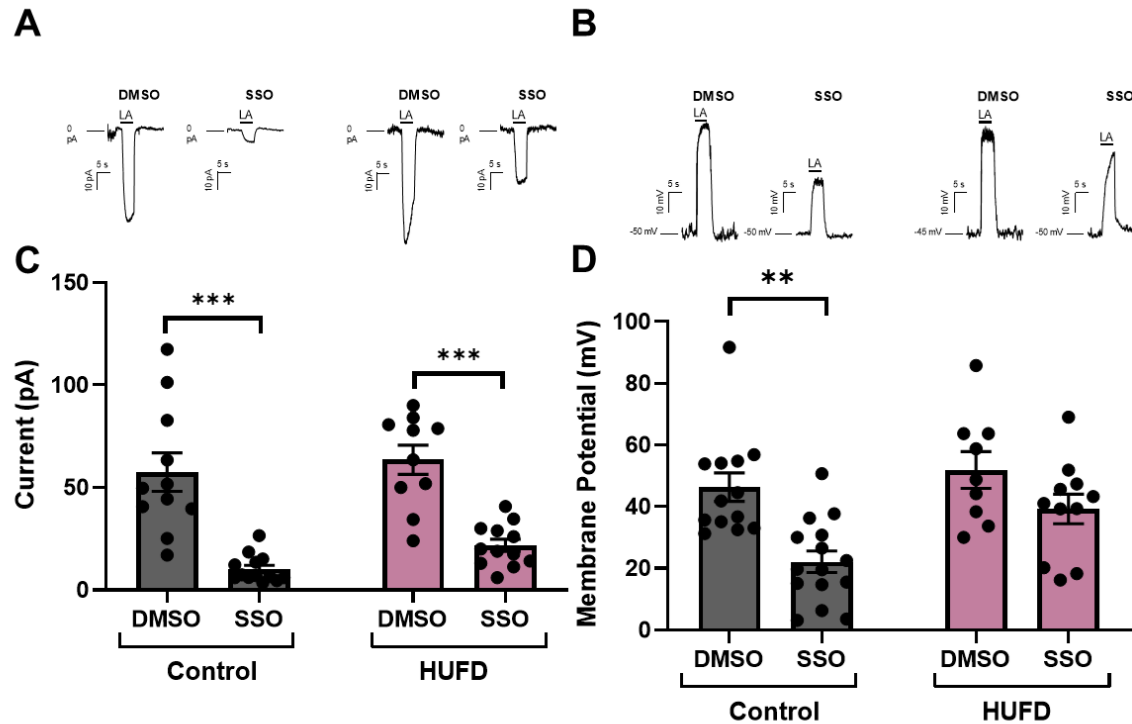 A
DMSO SSO DMSO SSO
LA LA LA LA
0 pA 0 pA
5 s 5 s 5 s 5 s
10 pA 10 pA 10 pA 10 pA
B
DMSO SSO DMSO SSO
LA LA LA LA
5 s 5 s 5 s 5 s
10 mV 10 mV 10 mV 10 mV
-50 mV -50 mV -45 mV -50 mV
C
Current (pA)
150
100
50
0
*** ***
DMSO SSO DMSO SSO
Control HUFD
D
Membrane Potential (mV)
100
80
60
40
20
0
**
DMSO SSO DMSO SSO
Control HUFD